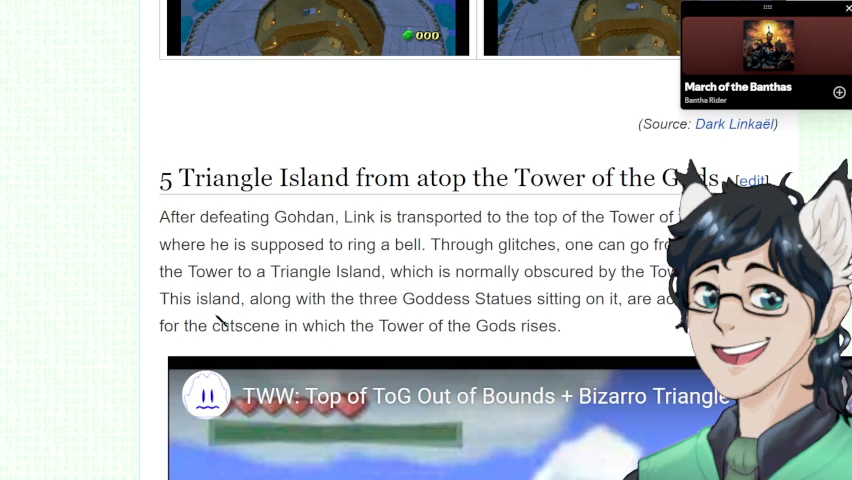 000
March of the Banthas
Bantha Rider
(Source: Dark Linkaël)
5 Triangle Island from atop the Tower of the Gods [edit]
After defeating Gohdan, Link is transported to the top of the Tower of
where he is supposed to ring a bell. Through glitches, one can go
the Tower to a Triangle Island, which is normally obscured by the
This island, along with the three Goddess Statues sitting on it, are
for the cutscene in which the Tower of the Gods rises.
TWW: Top of ToG Out of Bounds + Bizarro Triangle